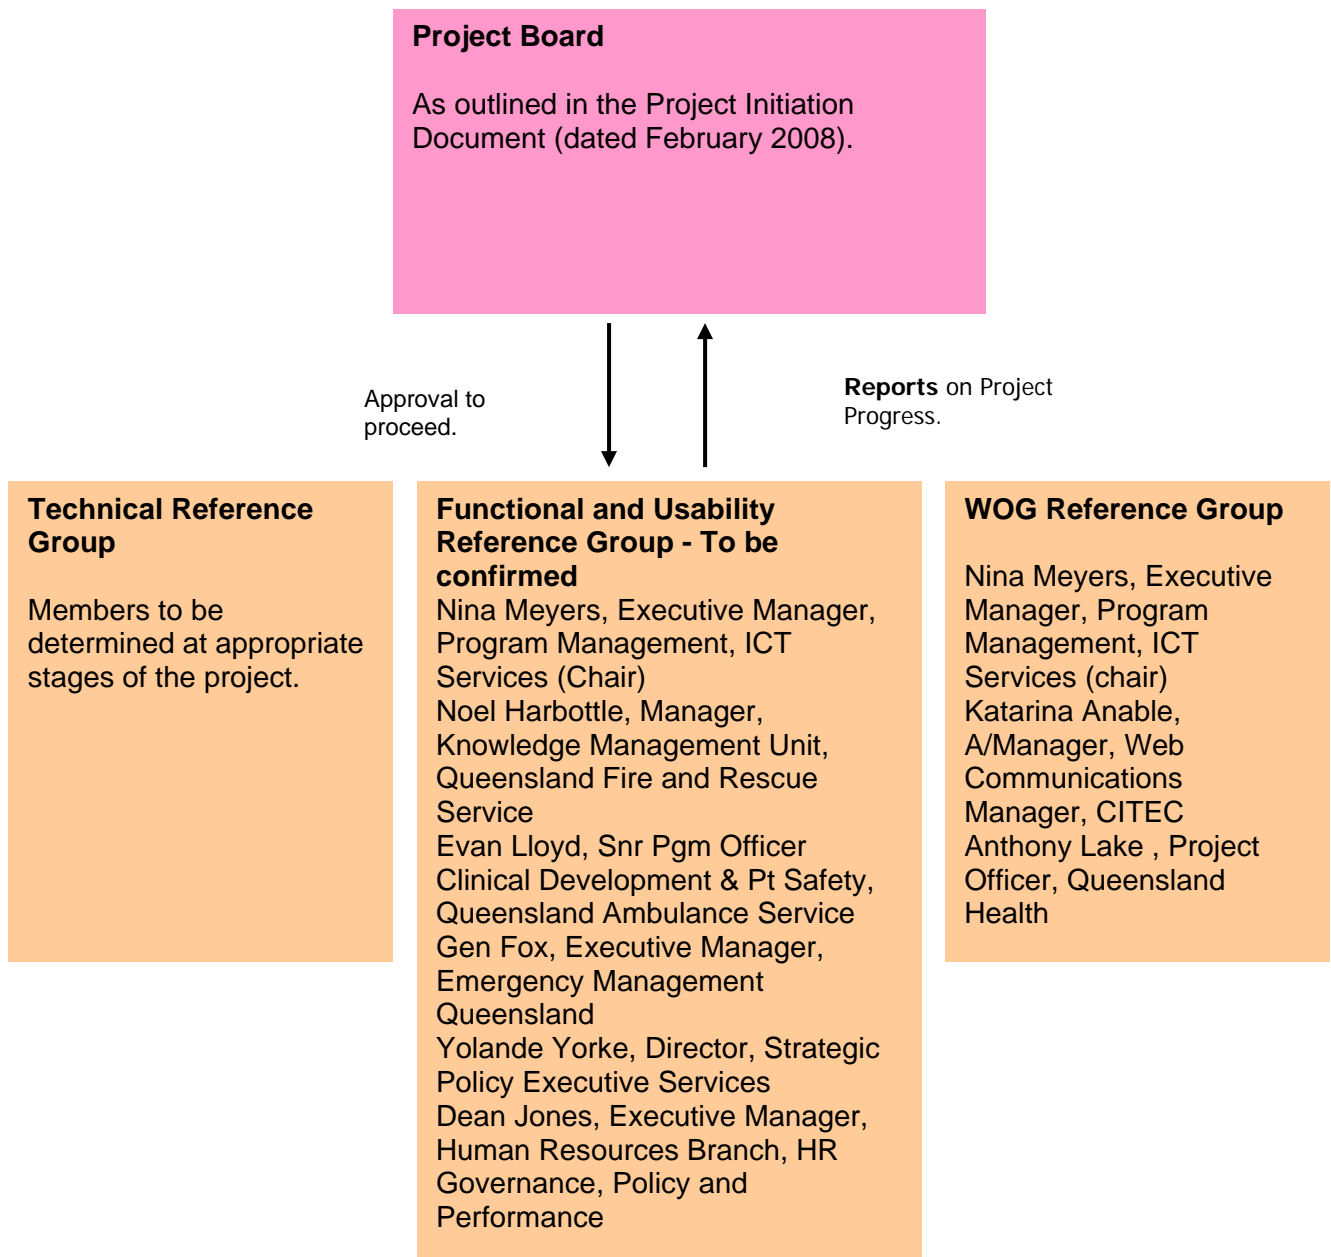 Project Board
As outlined in the Project Initiation
Document (dated February 2008).
Approval to
proceed.
Reports on Project
Progress.
Technical Reference
Group
Members to be
determined at appropriate
stages of the project.
Functional and Usability
Reference Group - To be
confirmed
Nina Meyers, Executive Manager,
Program Management, ICT
Services (Chair)
Noel Harbottle, Manager,
Knowledge Management Unit,
Queensland Fire and Rescue
Service
Evan Lloyd, Snr Pgm Officer
Clinical Development & Pt Safety,
Queensland Ambulance Service
Gen Fox, Executive Manager,
Emergency Management
Queensland
Yolande Yorke, Director, Strategic
Policy Executive Services
Dean Jones, Executive Manager,
Human Resources Branch, HR
Governance, Policy and
Performance
WOG Reference Group
Nina Meyers, Executive
Manager, Program
Management, ICT
Services (chair)
Katarina Anable,
A/Manager, Web
Communications
Manager, CITEC
Anthony Lake , Project
Officer, Queensland
Health